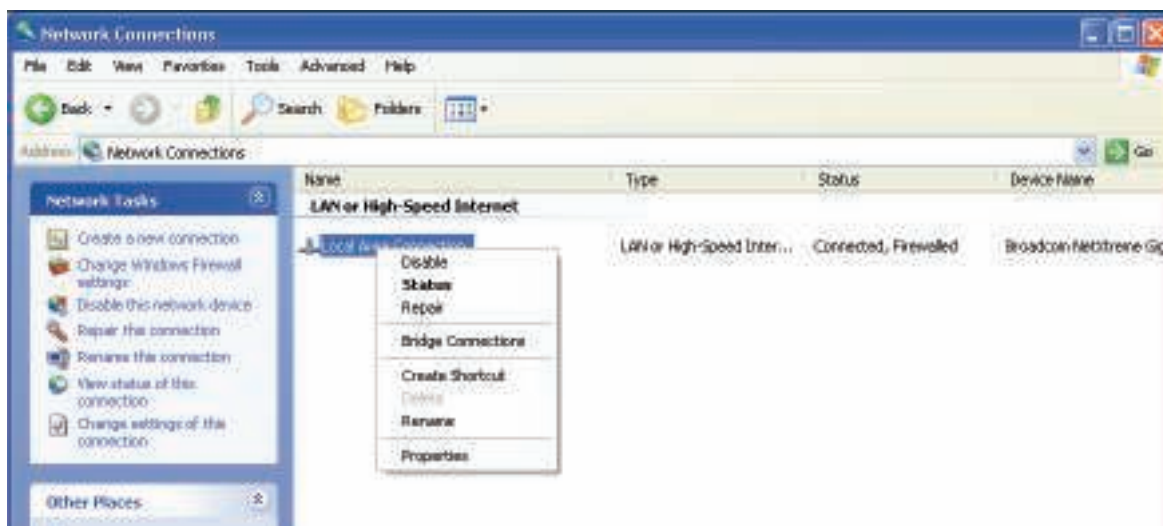 Network Connections
File Edit View Favorites Tools Advanced Help
Back Search Folders
Address Network Connections Go
Name Type Status Device Name
LAN or High-Speed Internet
Local Area Connection LAN or High-Speed Inter... Connected, Firewalled Broadcom NetXtreme Gig
Network Tasks
Create a new connection
Change Windows Firewall
settings
Disable this network device
Repair this connection
Rename this connection
View status of this
connection
Change settings of this
connection
Other Places
Disable
Status
Repair
Bridge Connections
Create Shortcut
Delete
Rename
Properties